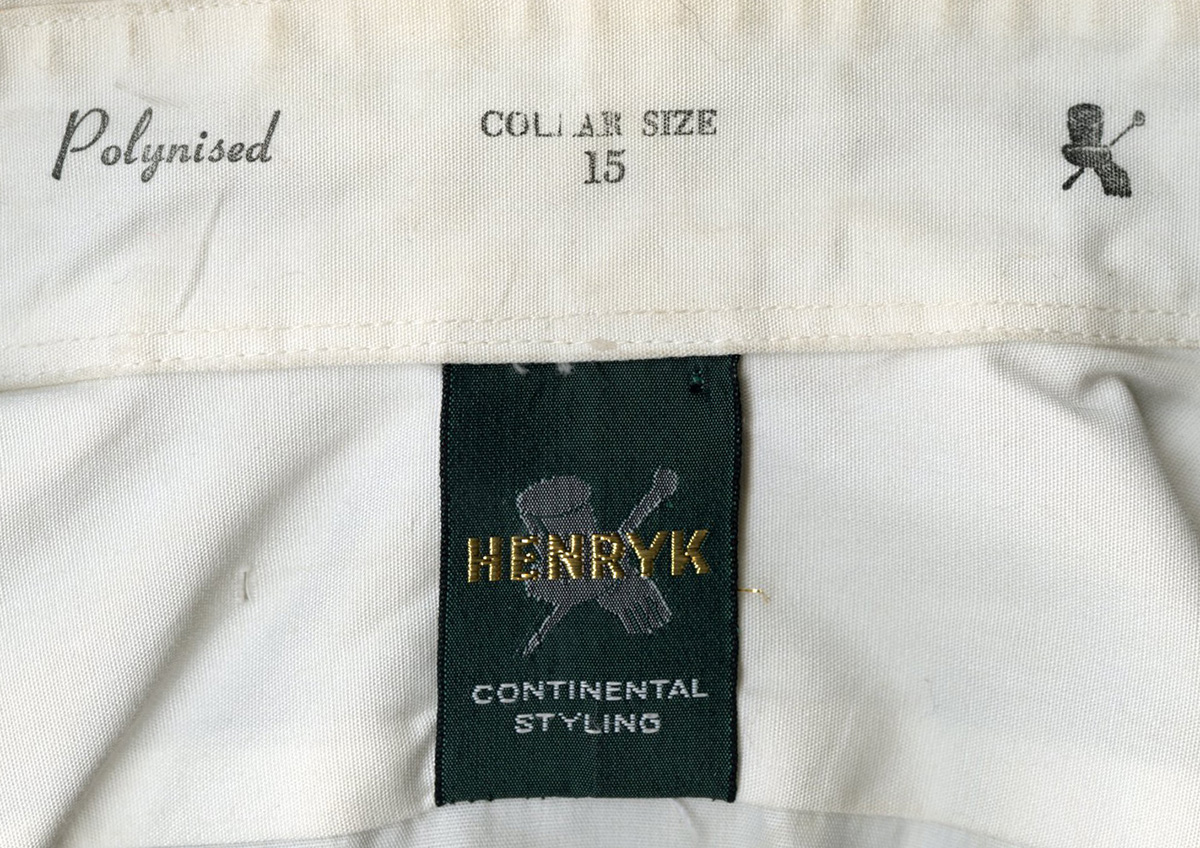 Polynised
COLLAR SIZE
15
HENRYK
CONTINENTAL
STYLING